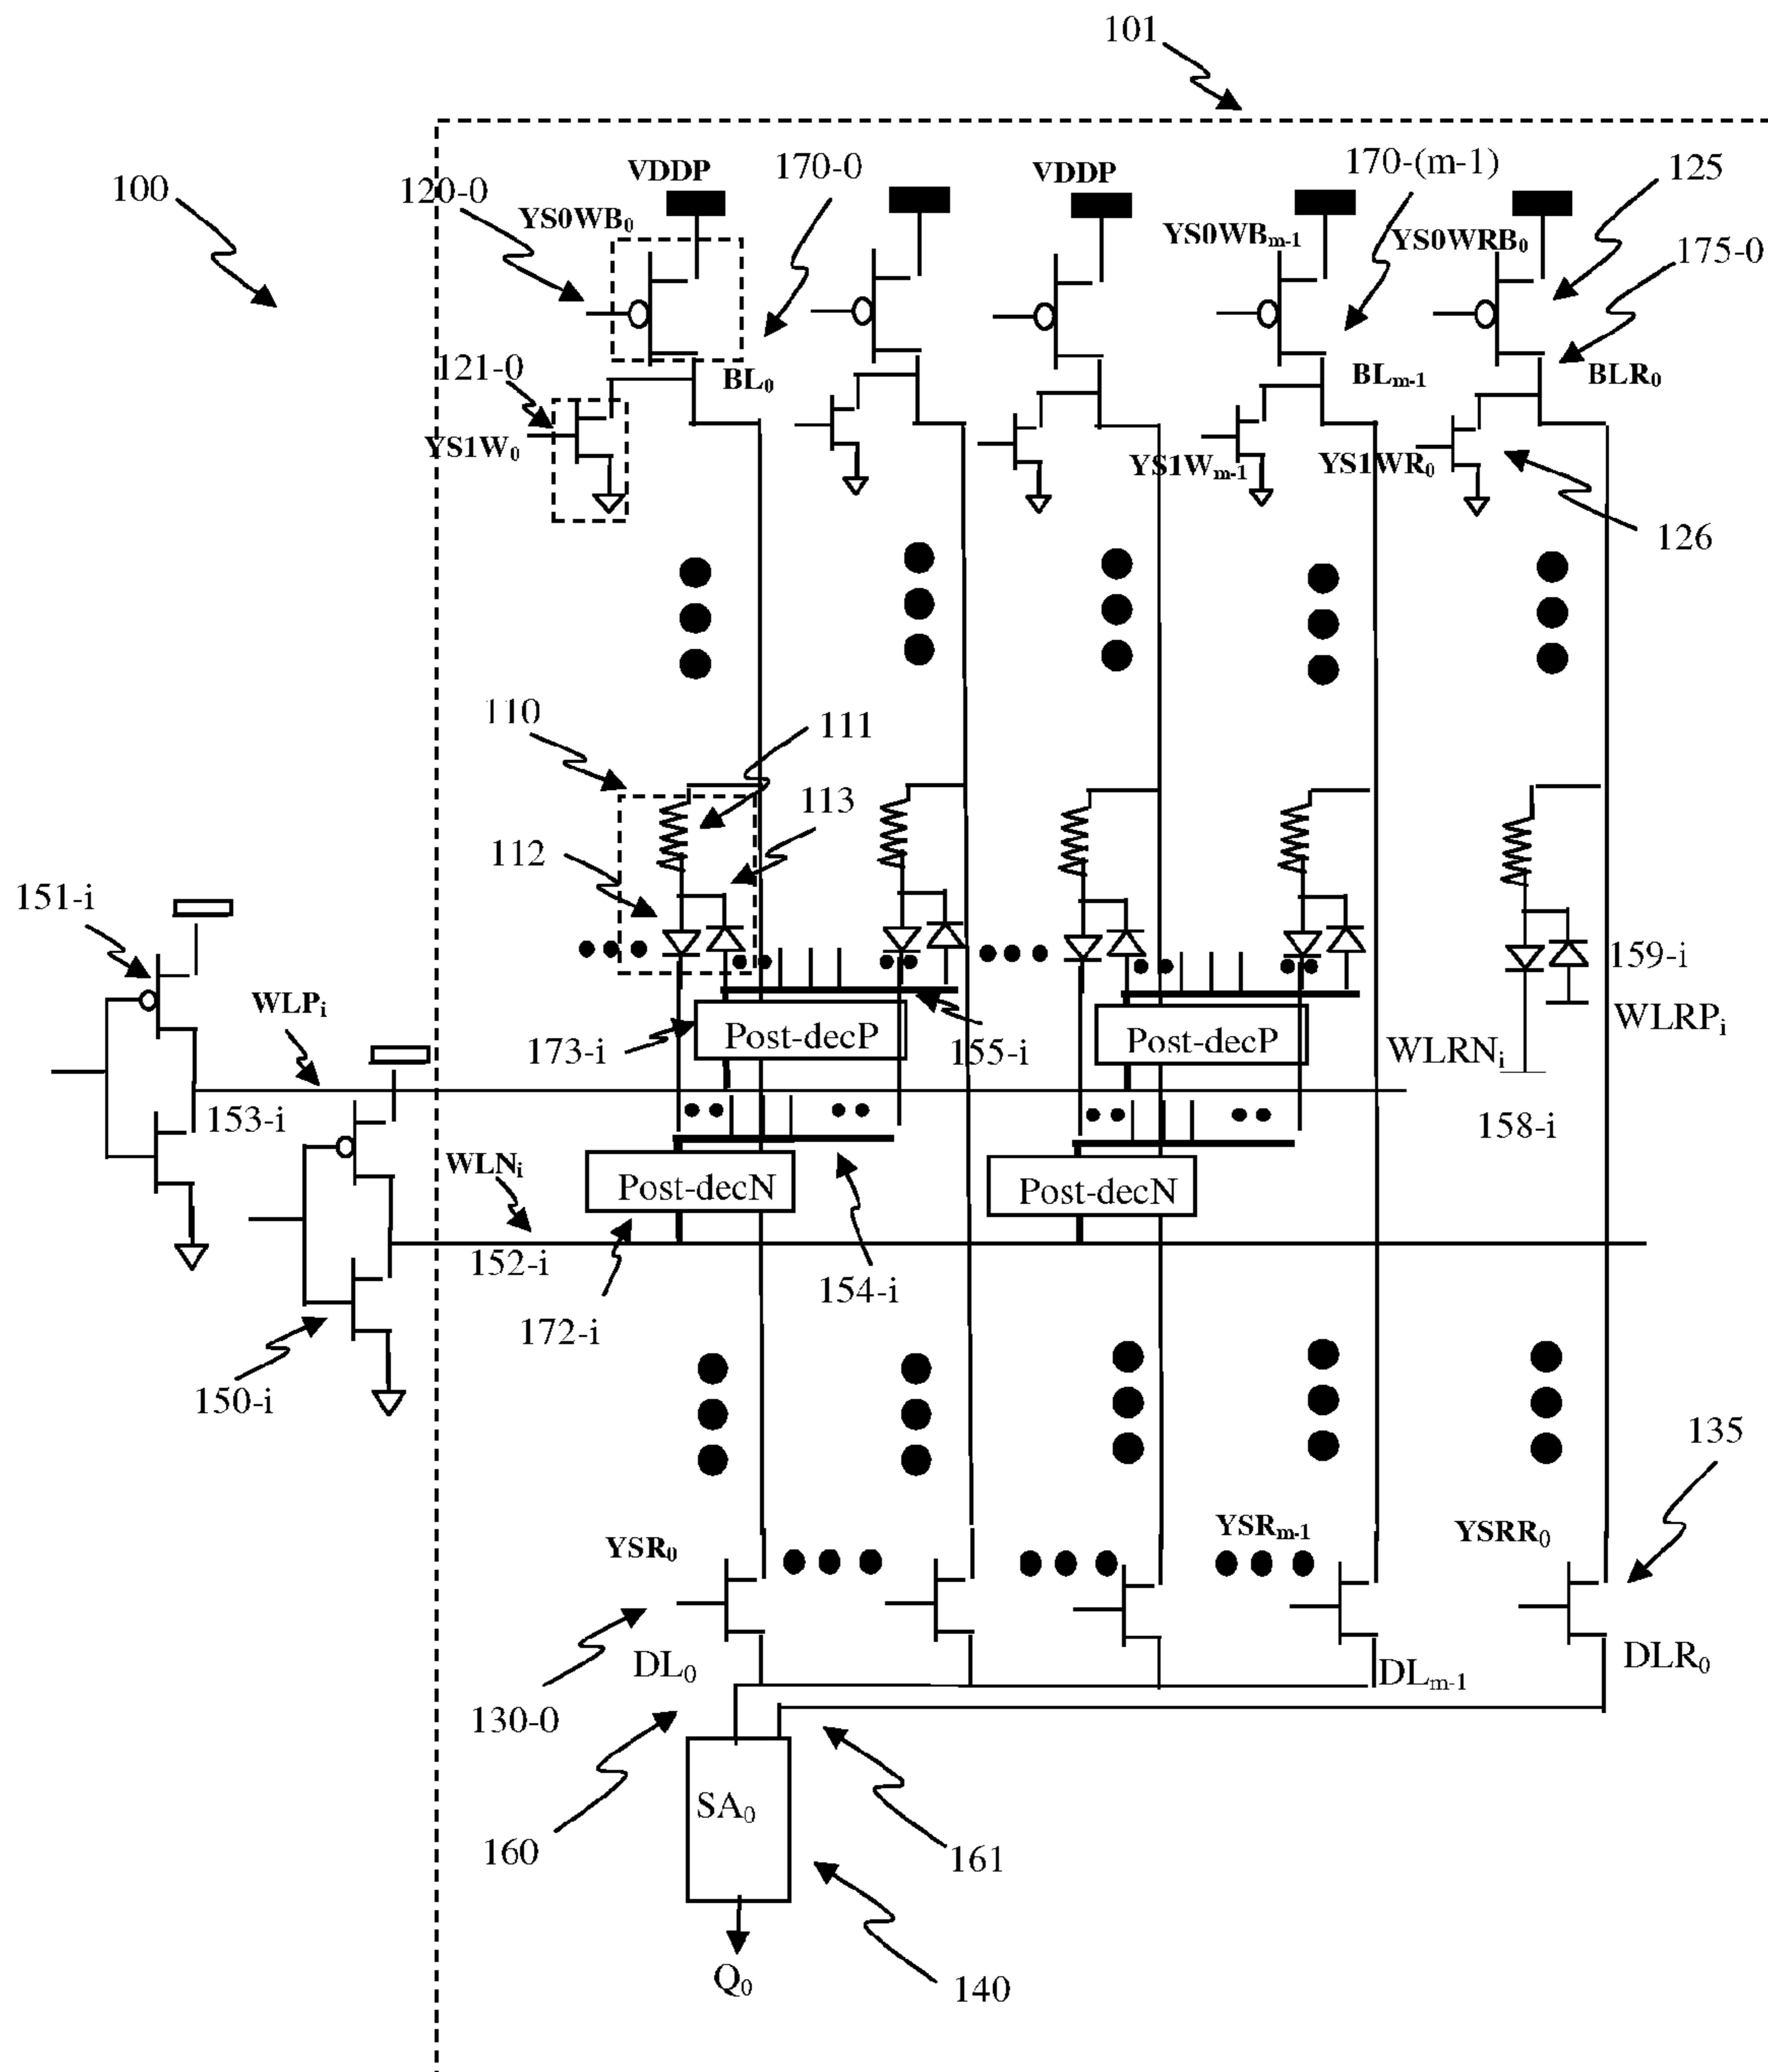 101
100
120-0
VDDP
170-0
VDDP
170-(m-1)
125
YS0WB₀
YS0WBₘ₋₁
YS0WRB₀
175-0
121-0
BL₀
BLₘ₋₁
BLR₀
YS1W₀
YS1Wₘ₋₁
YS1WR₀
126
110
111
113
112
151-i
159-i
WLPᵢ
173-i
Post-decP
155-i
Post-decP
WLRNᵢ
WLRPᵢ
153-i
158-i
WLNᵢ
Post-decN
Post-decN
152-i
154-i
172-i
150-i
135
YSR₀
YSRₘ₋₁
YSRR₀
DL₀
DLₘ₋₁
DLR₀
130-0
SA₀
160
161
Q₀
140